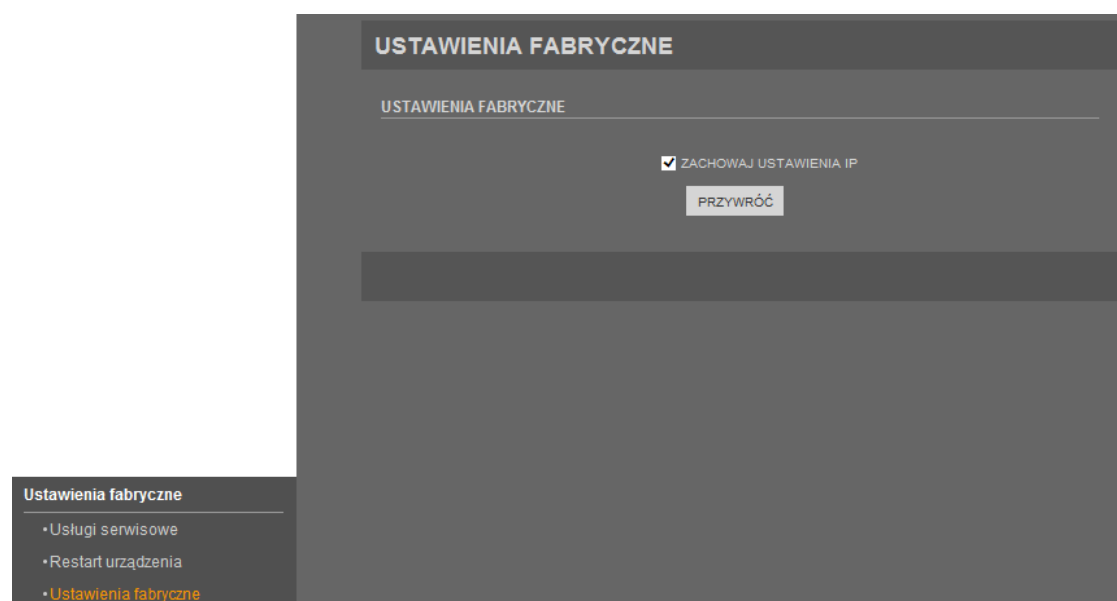 USTAWIENIA FABRYCZNE
USTAWIENIA FABRYCZNE
ZACHOWAJ USTAWIENIA IP
PRZYWRÓĆ
Ustawienia fabryczne
•Usługi serwisowe
•Restart urządzenia
•Ustawienia fabryczne